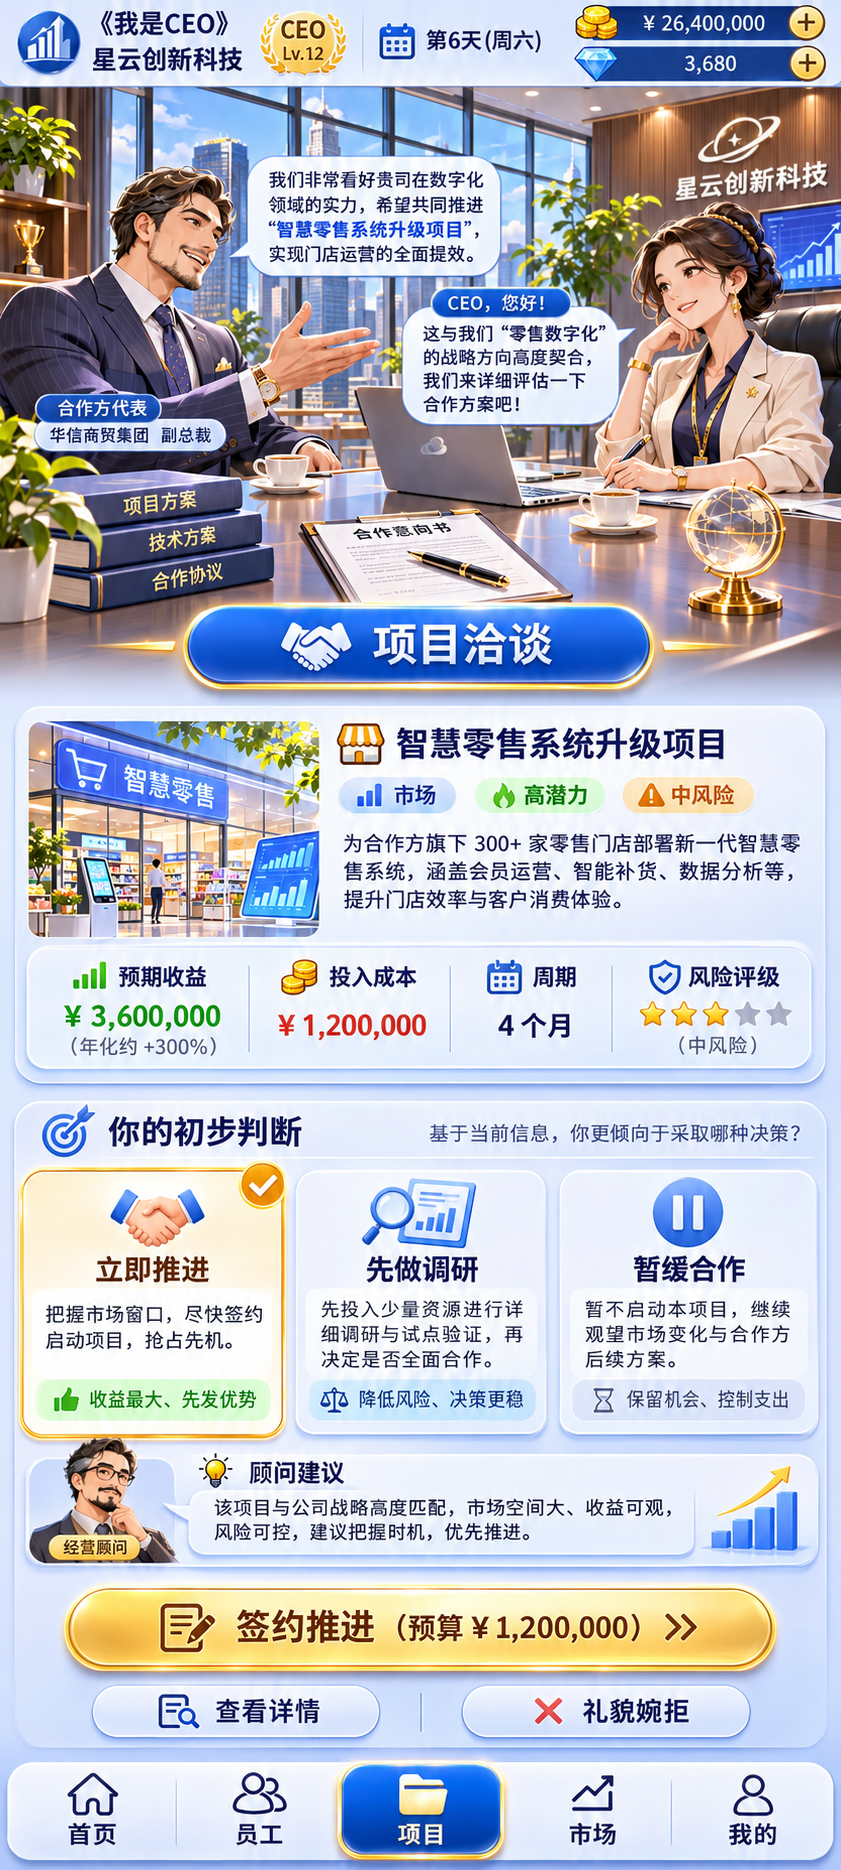 《我是CEO》
星云创新科技
CEO
Lv.12
第6天(周六)
¥ 26,400,000
3,680
星云创新科技
我们非常看好贵司在数字化
领域的实力，希望共同推进
“智慧零售系统升级项目”，
实现门店运营的全面提效。
CEO，您好！
这与我们“零售数字化”
的战略方向高度契合，
我们来详细评估一下
合作方案吧！
合作方代表
华信商贸集团 副总裁
项目方案
技术方案
合作协议
合作意向书
项目洽谈
智慧零售
智慧零售系统升级项目
市场
高潜力
中风险
为合作方旗下 300+ 家零售门店部署新一代智慧零
售系统，涵盖会员运营、智能补货、数据分析等，
提升门店效率与客户消费体验。
预期收益
¥ 3,600,000
（年化约 +300%）
投入成本
¥ 1,200,000
周期
4 个月
风险评级
（中风险）
你的初步判断
基于当前信息，你更倾向于采取哪种决策？
立即推进
把握市场窗口，尽快签约
启动项目，抢占先机。
收益最大、先发优势
先做调研
先投入少量资源进行详
细调研与试点验证，再
决定是否全面合作。
降低风险、决策更稳
暂缓合作
暂不启动本项目，继续
观望市场变化与合作方
后续方案。
保留机会、控制支出
经营顾问
顾问建议
该项目与公司战略高度匹配，市场空间大、收益可观，
风险可控，建议把握时机，优先推进。
签约推进（预算 ¥ 1,200,000）
查看详情
礼貌婉拒
首页
员工
项目
市场
我的